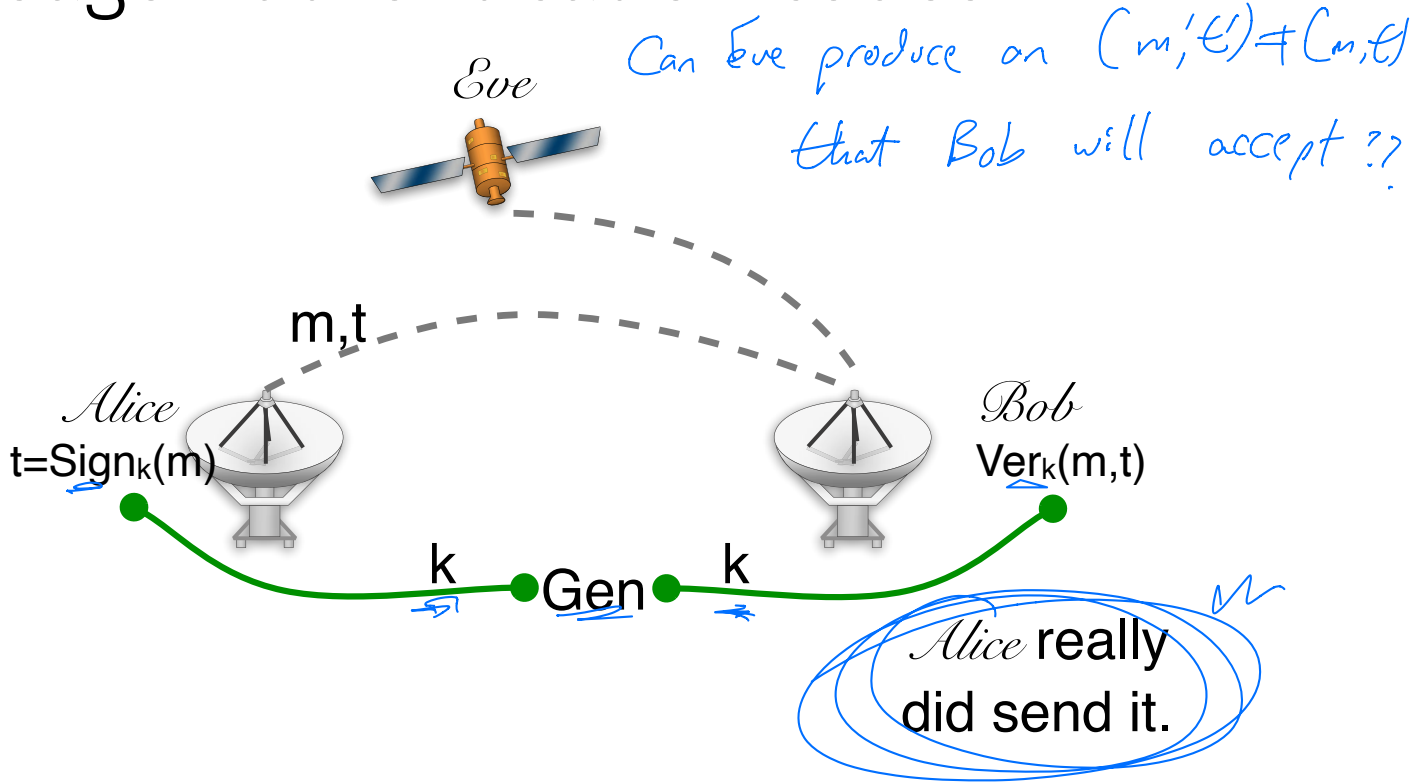 Can Eve produce an (m',t')≠(m,t)
that Bob will accept ??
Eve
m,t
Alice
Bob
t=Signₖ(m)
Verₖ(m,t)
k
Gen
k
Alice really
did send it.